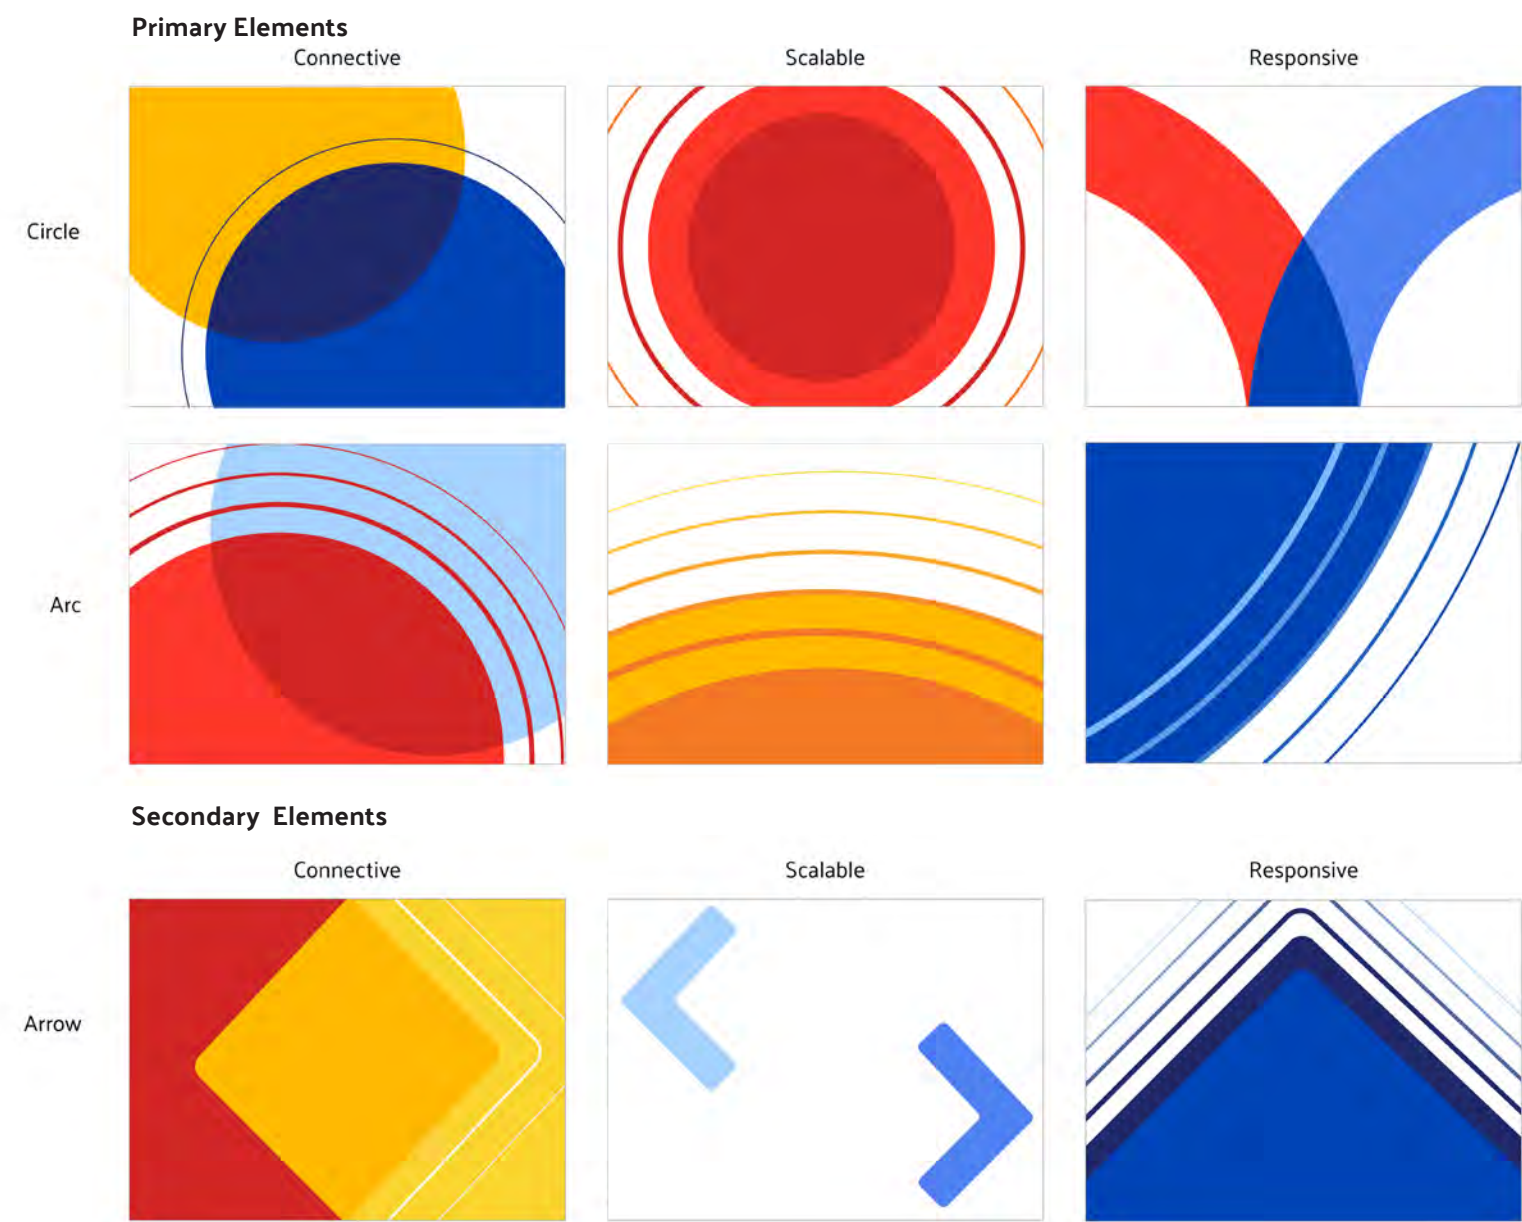 Primary Elements
Connective Scalable Responsive
Circle
Arc
Secondary Elements
Connective Scalable Responsive
Arrow